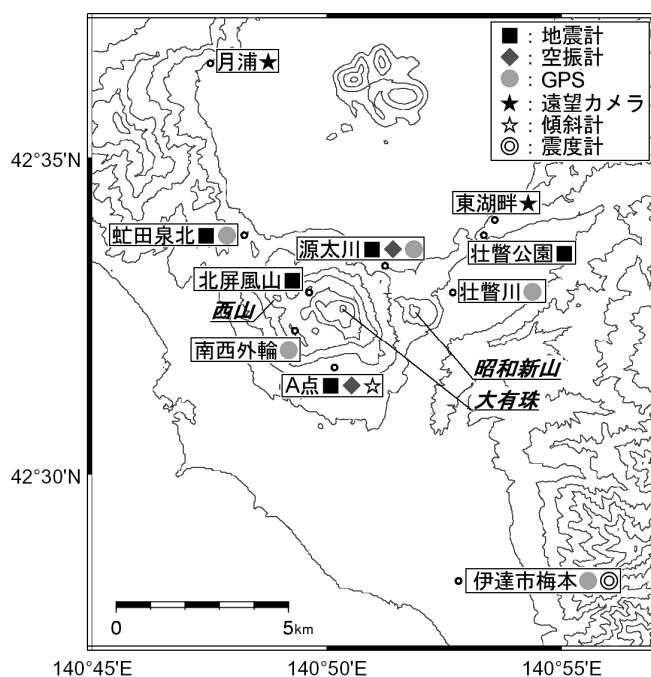 月浦★
■：地震計
◆：空振計
●：GPS
★：遠望カメラ
☆：傾斜計
◎：震度計
42°35'N
東湖畔★
虻田泉北■●
源太川■◆●
壮瞥公園■
北屏風山■
壮瞥川●
西山
南西外輪●
昭和新山
A点■◆☆
大有珠
42°30'N
伊達市梅本●◎
0 5km
140°45'E 140°50'E 140°55'E